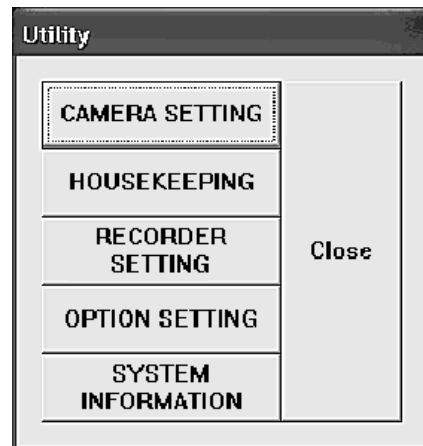 Utility
CAMERA SETTING
HOUSEKEEPING
RECORDER
SETTING
OPTION SETTING
SYSTEM
INFORMATION
Close